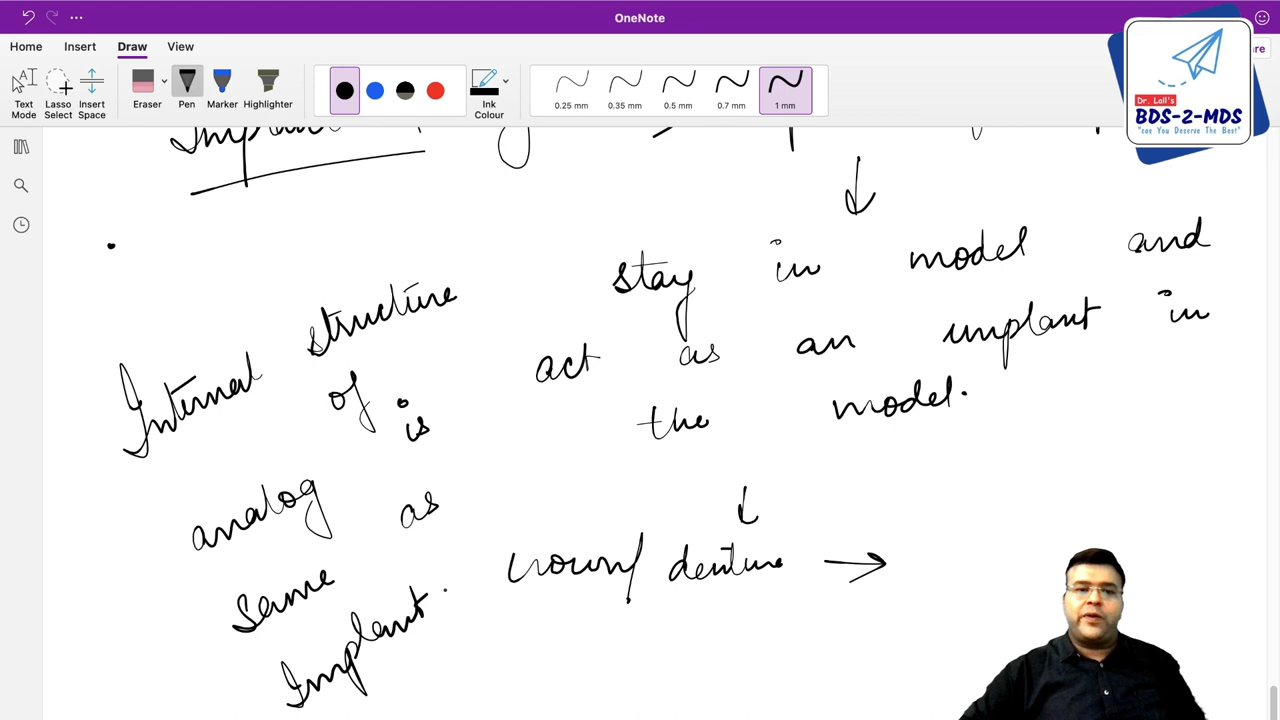 OneNote
Home Insert Draw View
Text Mode
Lasso Select
Insert Space
Eraser
Pen
Marker
Highlighter
Ink Colour
0.25 mm
0.35 mm
0.5 mm
0.7 mm
1 mm
Dr. Lall's
BDS-2-MDS
"cos You Deserve The Best"
Internal structure
of is
analog as
same
Implant.
stay in model and
act as an implant in
the model.
↓
crown/ denture →